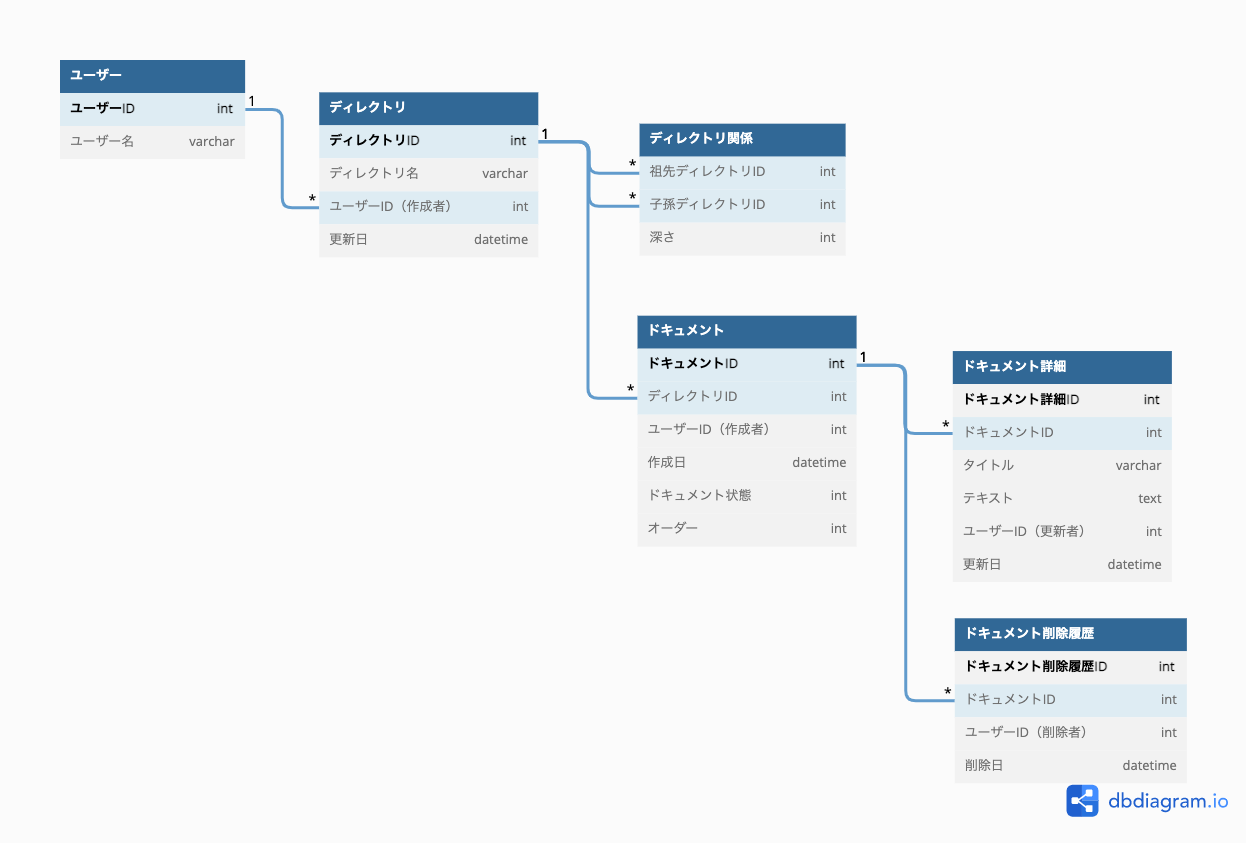 ユーザー
ユーザーID int
ユーザー名 varchar
1
*
ディレクトリ
ディレクトリID int
ディレクトリ名 varchar
ユーザーID（作成者） int
更新日 datetime
1
*
*
*
ディレクトリ関係
祖先ディレクトリID int
子孫ディレクトリID int
深さ int
ドキュメント
ドキュメントID int
ディレクトリID int
ユーザーID（作成者） int
作成日 datetime
ドキュメント状態 int
オーダー int
1
*
*
ドキュメント詳細
ドキュメント詳細ID int
ドキュメントID int
タイトル varchar
テキスト text
ユーザーID（更新者） int
更新日 datetime
ドキュメント削除履歴
ドキュメント削除履歴ID int
ドキュメントID int
ユーザーID（削除者） int
削除日 datetime
dbdiagram.io